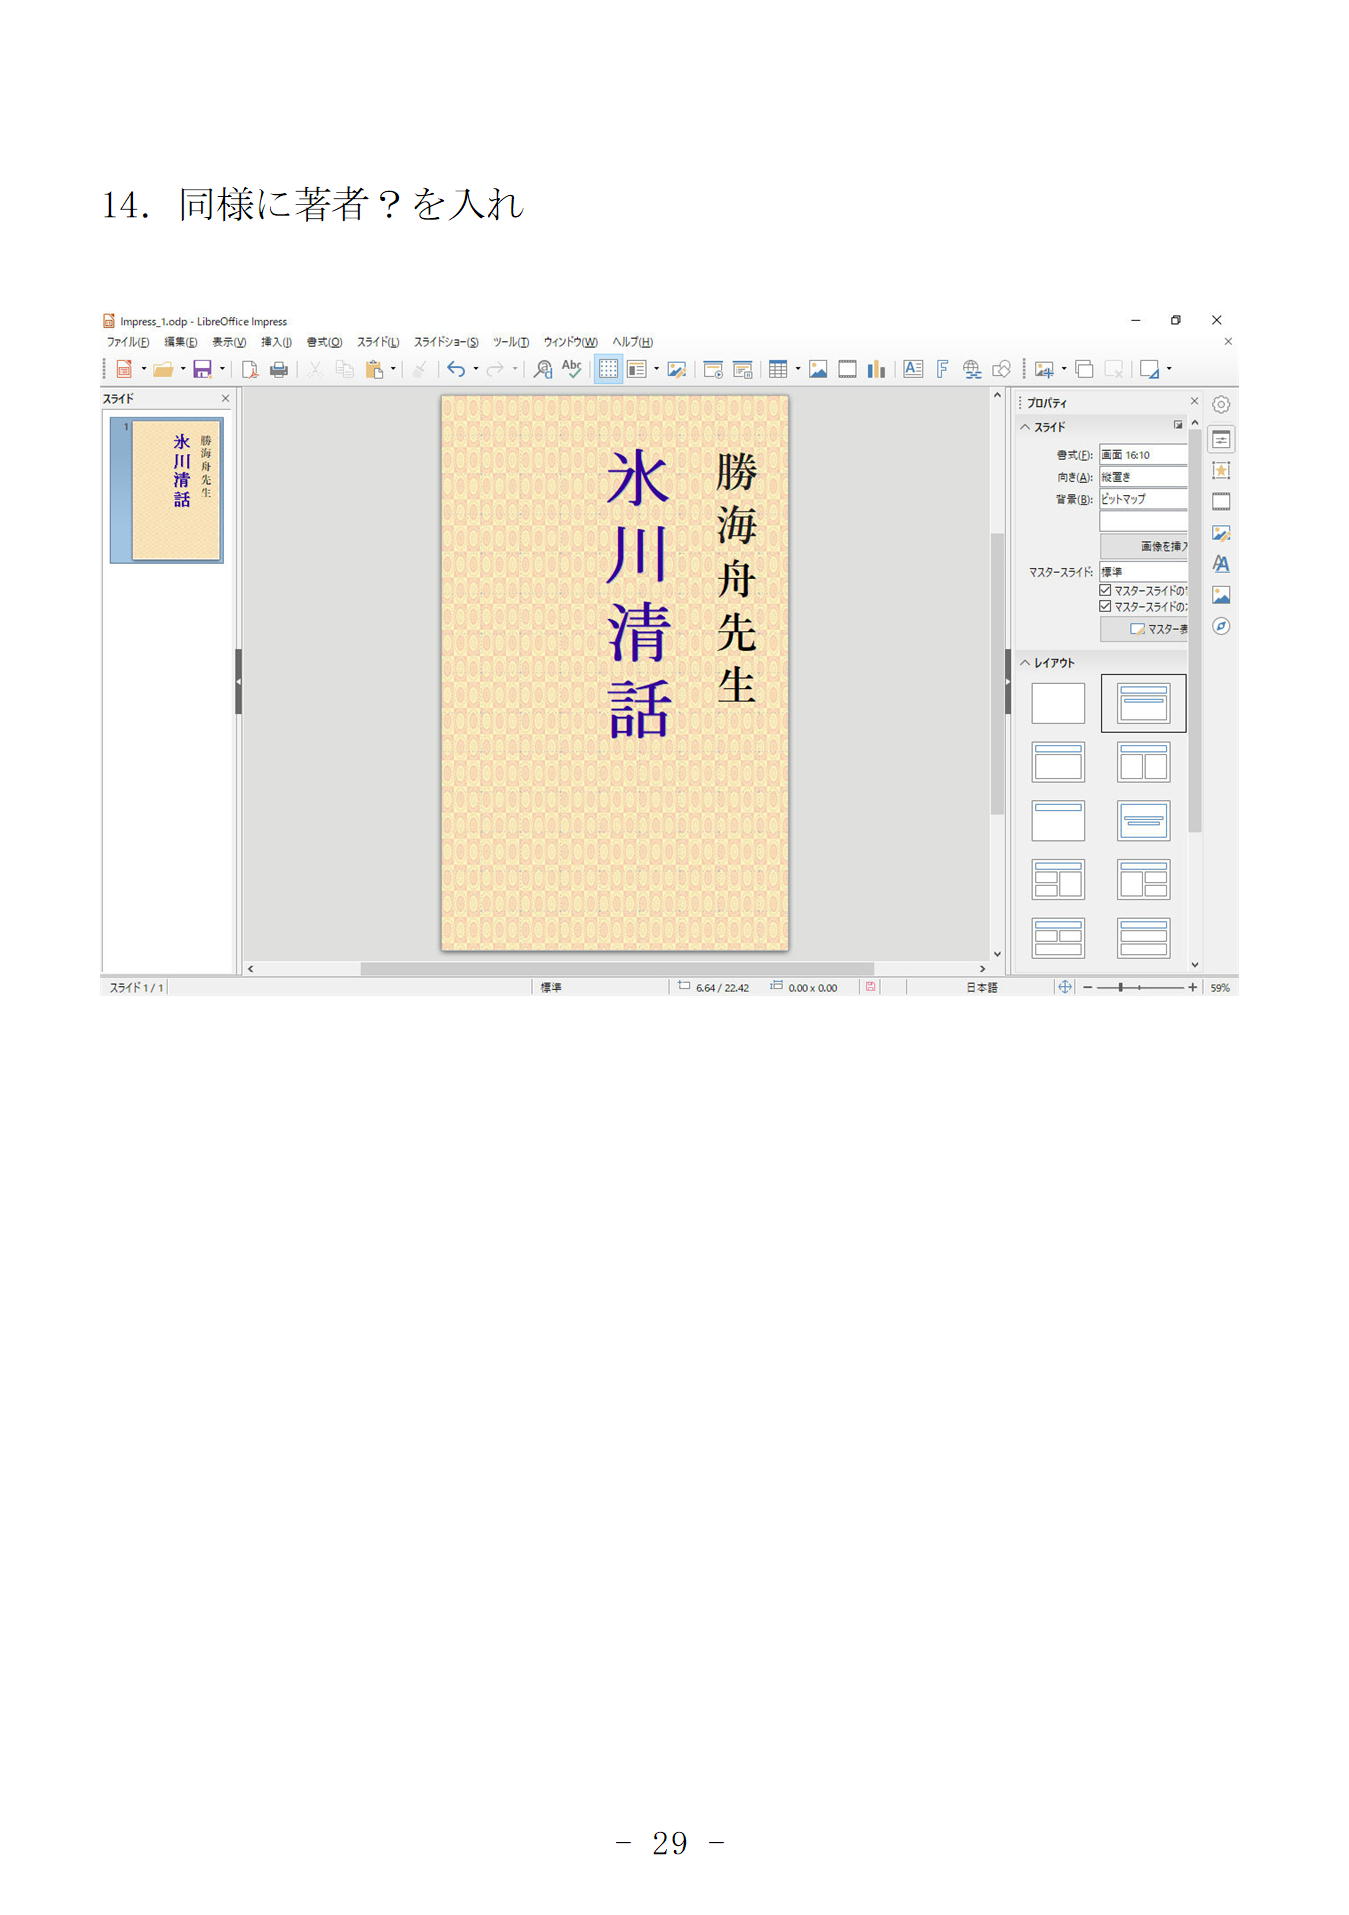 14. 同様に著者？を入れ
Impress_1.odp - LibreOffice Impress
ファイル(F) 編集(E) 表示(V) 挿入(I) 書式(O) スライド(L) スライドショー(S) ツール(T) ウィンドウ(W) ヘルプ(H)
スライド
1
勝海舟先生
氷川清話
勝海舟先生
氷川清話
プロパティ
スライド
書式(F): 画面 16:10
向き(A): 縦置き
背景(B): ビットマップ
画像を挿入
マスタースライド: 標準
マスタースライドの
マスタースライドの
マスター表
レイアウト
スライド 1 / 1
標準
6.64 / 22.42
0.00 x 0.00
日本語
59%
- 29 -